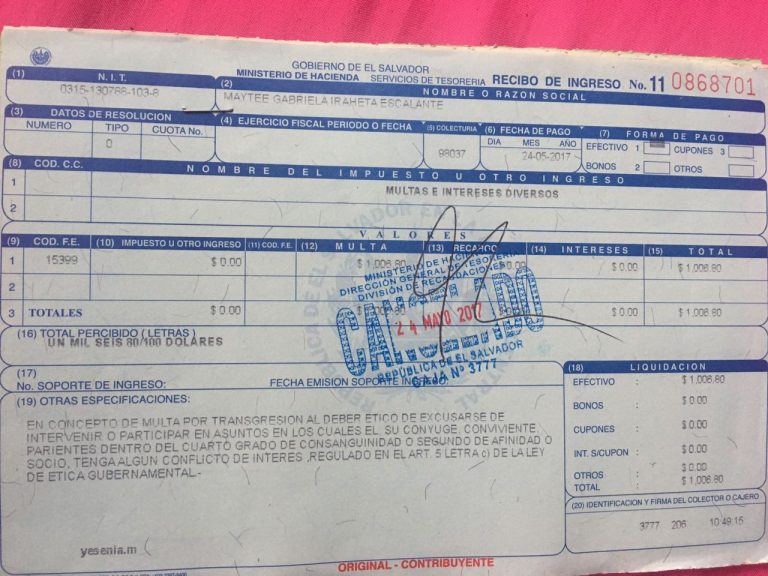 GOBIERNO DE EL SALVADOR
MINISTERIO DE HACIENDA SERVICIOS DE TESORERIA RECIBO DE INGRESO No. 11 0868701
(1) N.I.T.
0315-130786-103-8
(2) NOMBRE O RAZON SOCIAL
MAYTEE GABRIELA IRAHETA ESCALANTE
(3) DATOS DE RESOLUCION
NUMERO TIPO CUOTA No.
0
(4) EJERCICIO FISCAL PERIODO O FECHA
(5) COLECTURIA
98037
(6) FECHA DE PAGO
DIA MES AÑO
24-05-2017
(7) FORMA DE PAGO
EFECTIVO 1 CUPONES 3
BONOS 2 OTROS
(8) COD. C.C. NOMBRE DEL IMPUESTO U OTRO INGRESO
1 MULTAS E INTERESES DIVERSOS
2
VALORES
(9) COD. F.E. (10) IMPUESTO U OTRO INGRESO (11) COD. F.E. (12) MULTA (13) RECARGO (14) INTERESES (15) TOTAL
1 15399 $ 0.00 $ 1,006.80 $ 0.00 $ 0.00 $ 1,006.80
2
3 TOTALES $ 0.00 $ 0.00 $ 1,006.80
MINISTERIO DE HACIENDA
DIRECCIÓN GENERAL DE TESORERIA
DIVISIÓN DE RECAUDACIONES
24 MAYO 2017
REPÚBLICA DE EL SALVADOR
CAJA Nº 3777
(16) TOTAL PERCIBIDO ( LETRAS )
UN MIL SEIS 80/100 DOLARES
(17)
No. SOPORTE DE INGRESO: FECHA EMISION SOPORTE
(18) LIQUIDACION
EFECTIVO : $ 1,006.80
BONOS : $ 0.00
CUPONES : $ 0.00
INT. S/CUPON : $ 0.00
OTROS : $ 0.00
TOTAL : $ 1,006.80
(19) OTRAS ESPECIFICACIONES:
EN CONCEPTO DE MULTA POR TRANSGRESION AL DEBER ETICO DE EXCUSARSE DE
INTERVENIR O PARTICIPAR EN ASUNTOS EN LOS CUALES EL, SU CONYUGE, CONVIVIENTE,
PARIENTES DENTRO DEL CUARTO GRADO DE CONSANGUINIDAD O SEGUNDO DE AFINIDAD O
SOCIO, TENGA ALGUN CONFLICTO DE INTERES ,REGULADO EN EL ART. 5 LETRA c) DE LA LEY
DE ETICA GUBERNAMENTAL.-
(20) IDENTIFICACION Y FIRMA DEL COLECTOR O CAJERO
3777 206 10:49:15
yesenia.m
ORIGINAL - CONTRIBUYENTE